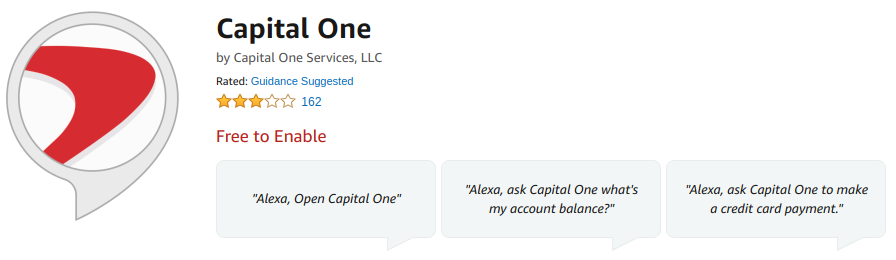 Capital One
by Capital One Services, LLC
Rated: Guidance Suggested
162
Free to Enable
"Alexa, Open Capital One"
"Alexa, ask Capital One what's
my account balance?"
"Alexa, ask Capital One to make
a credit card payment."